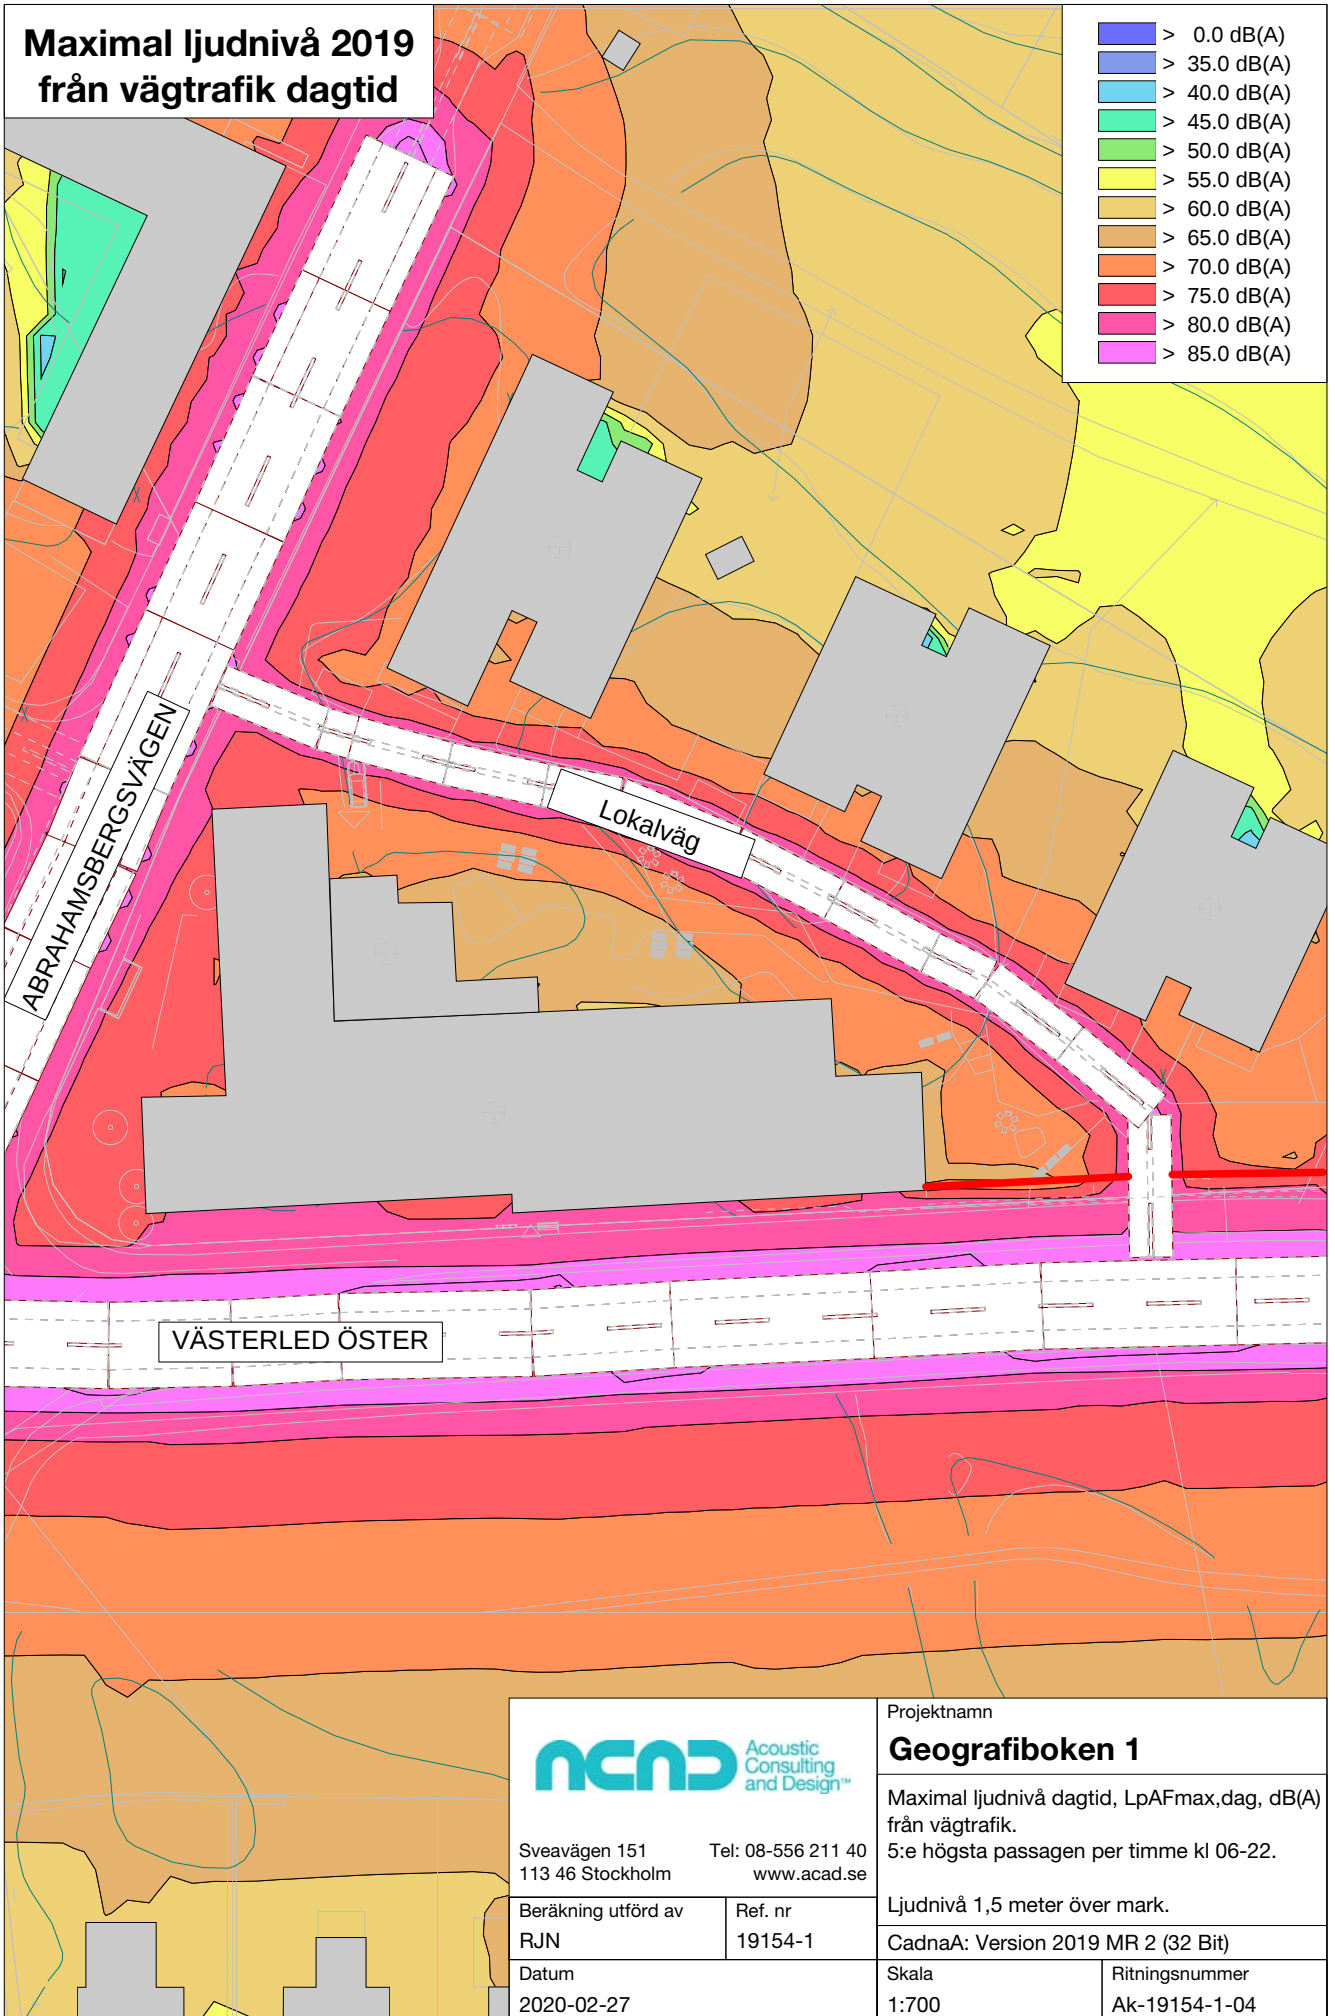 Maximal ljudnivå 2019
från vägtrafik dagtid
> 0.0 dB(A)
> 35.0 dB(A)
> 40.0 dB(A)
> 45.0 dB(A)
> 50.0 dB(A)
> 55.0 dB(A)
> 60.0 dB(A)
> 65.0 dB(A)
> 70.0 dB(A)
> 75.0 dB(A)
> 80.0 dB(A)
> 85.0 dB(A)
ABRAHAMSBERGSVÄGEN
Lokalväg
VÄSTERLED ÖSTER
ACAD
Acoustic
Consulting
and Design™
Sveavägen 151
113 46 Stockholm
Tel: 08-556 211 40
www.acad.se
Beräkning utförd av
RJN
Ref. nr
19154-1
Datum
2020-02-27
Projektnamn
Geografiboken 1
Maximal ljudnivå dagtid, LpAFmax,dag, dB(A)
från vägtrafik.
5:e högsta passagen per timme kl 06-22.
Ljudnivå 1,5 meter över mark.
CadnaA: Version 2019 MR 2 (32 Bit)
Skala
1:700
Ritningsnummer
Ak-19154-1-04